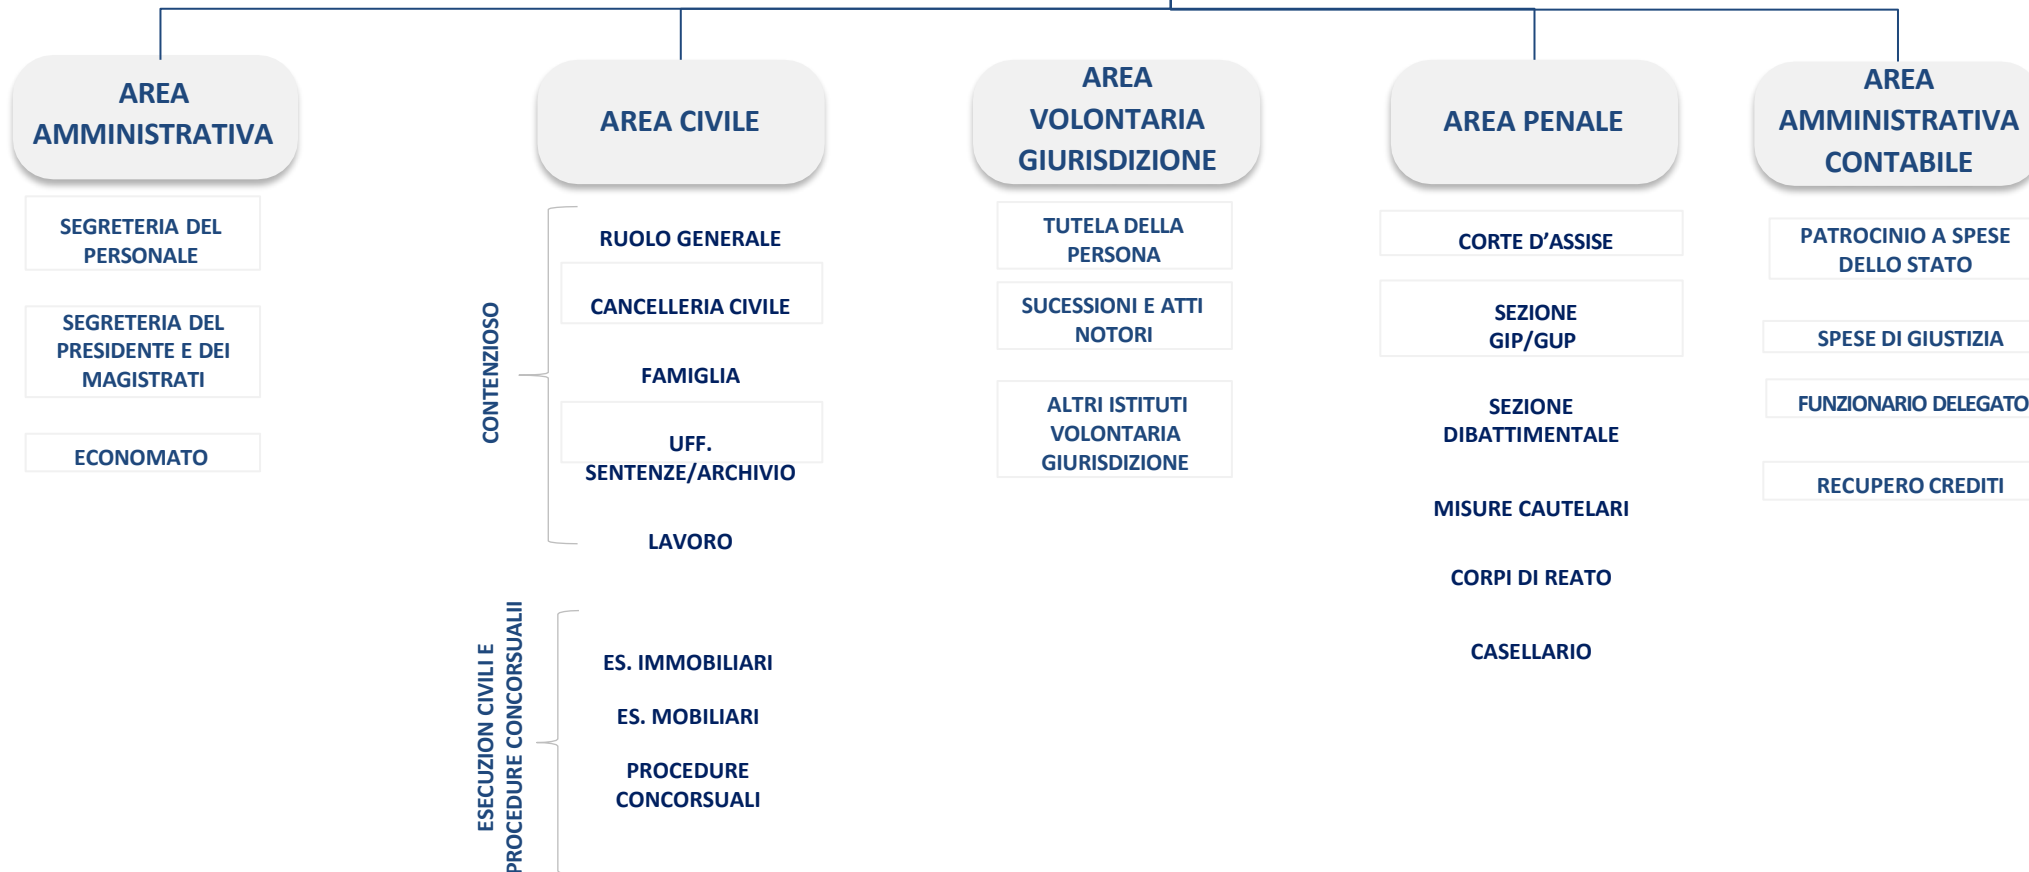 AREA
AMMINISTRATIVA
SEGRETERIA DEL
PERSONALE
SEGRETERIA DEL
PRESIDENTE E DEI
MAGISTRATI
ECONOMATO
AREA CIVILE
CONTENZIOSO
RUOLO GENERALE
CANCELLERIA CIVILE
FAMIGLIA
UFF.
SENTENZE/ARCHIVIO
LAVORO
ESECUZION CIVILI E
PROCEDURE CONCORSUALII
ES. IMMOBILIARI
ES. MOBILIARI
PROCEDURE
CONCORSUALI
AREA
VOLONTARIA
GIURISDIZIONE
TUTELA DELLA
PERSONA
SUCESSIONI E ATTI
NOTORI
ALTRI ISTITUTI
VOLONTARIA
GIURISDIZIONE
AREA PENALE
CORTE D’ASSISE
SEZIONE
GIP/GUP
SEZIONE
DIBATTIMENTALE
MISURE CAUTELARI
CORPI DI REATO
CASELLARIO
AREA
AMMINISTRATIVA
CONTABILE
PATROCINIO A SPESE
DELLO STATO
SPESE DI GIUSTIZIA
FUNZIONARIO DELEGATO
RECUPERO CREDITI